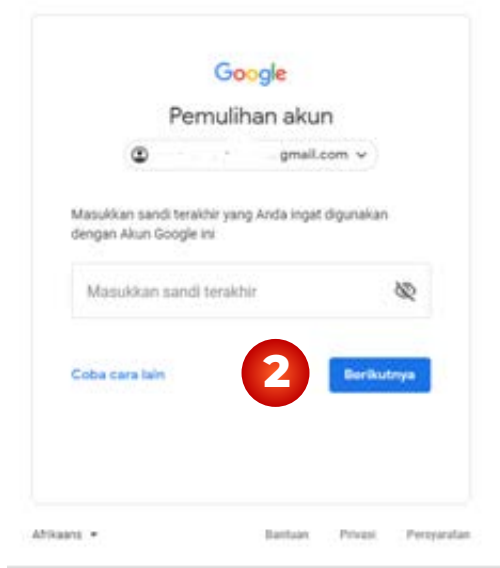 Google
Pemulihan akun
gmail.com
Masukkan sandi terakhir yang Anda ingat digunakan
dengan Akun Google ini
Masukkan sandi terakhir
Coba cara lain
2
Berikutnya
Afrikaans
Bantuan Privasi Persyaratan